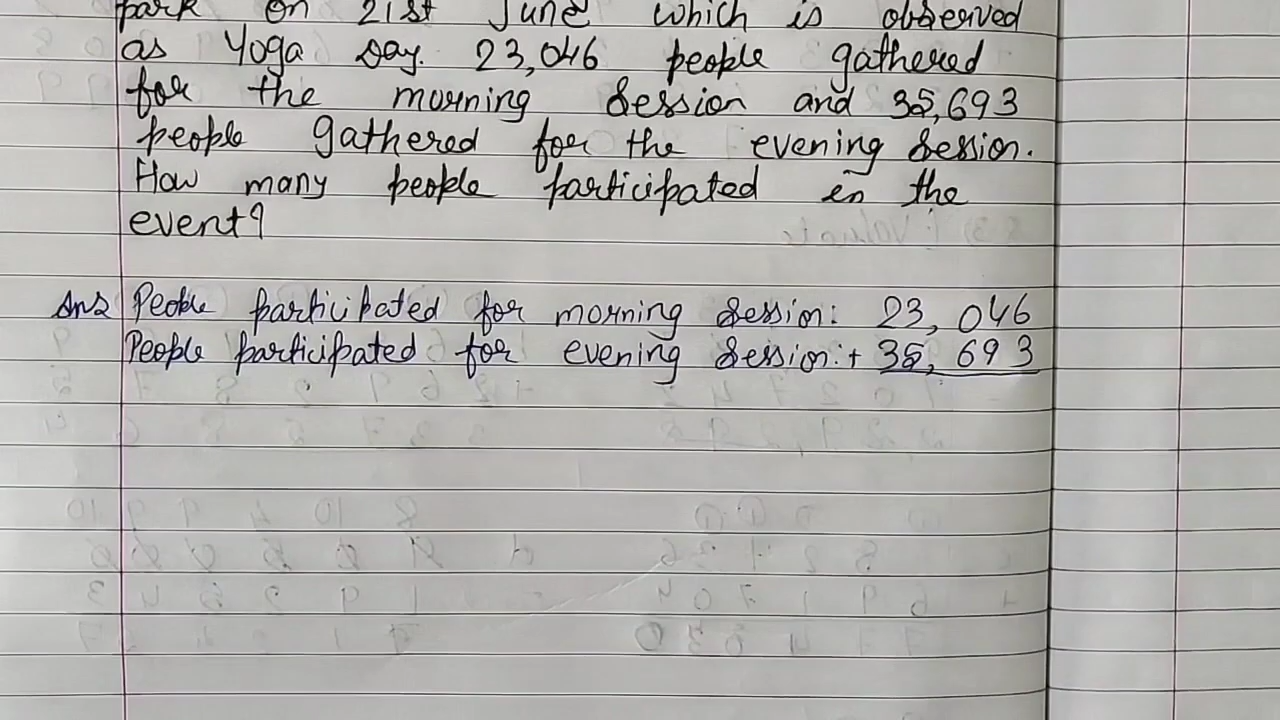 park on 21st June which is observed
as Yoga Day. 23,046 people gathered
for the morning session and 35,693
people gathered for the evening session.
How many people participated in the
event?
Ans People participated for morning session: 23,046
People participated for evening session: + 35,693